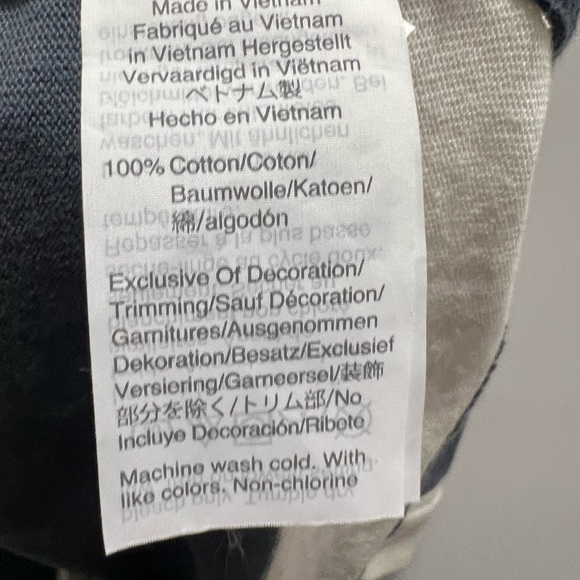 Made in Vietnam
Fabriqué au Vietnam
in Vietnam Hergestellt
Vervaardigd in Viëtnam
ベトナム製
Hecho en Vietnam
100% Cotton/Coton/
Baumwolle/Katoen/
綿/algodón
Exclusive Of Decoration/
Trimming/Sauf Décoration/
Garnitures/Ausgenommen
Dekoration/Besatz/Exclusief
Versiering/Garneersel/装飾
部分を除く/トリム部/No
Incluye Decoración/Ribete
Machine wash cold. With
like colors. Non-chlorine